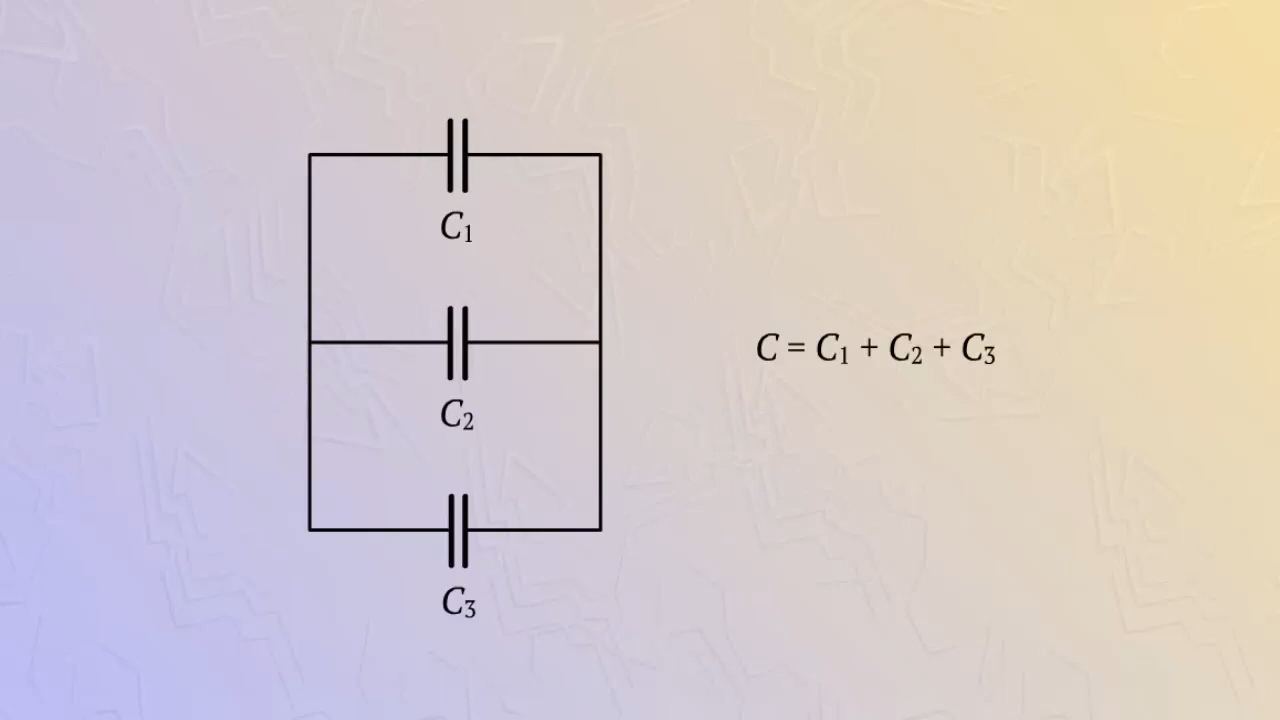 C₁
C₂
C = C₁ + C₂ + C₃
C₃